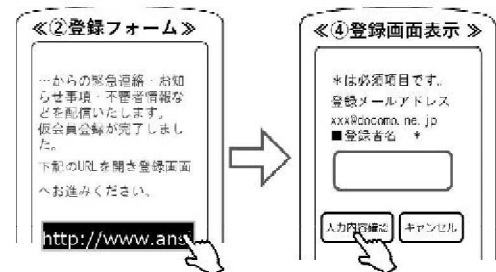 ≪②登録フォーム≫
…からの緊急連絡・お知
らせ事項・不審者情報な
どを配信いたします。
仮会員登録が完了しまし
た。
下記のURLを開き登録画面
へお進みください。
http://www.ans
≪④登録画面表示 ≫
＊は必須項目です。
登録メールアドレス
xxx@docomo.ne.jp
■登録者名 ＊
入力内容確認
キャンセル